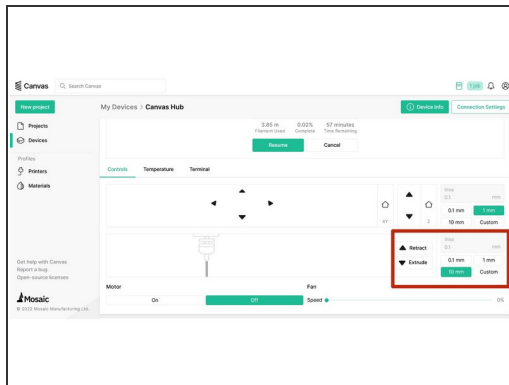 Canvas
Search Canvas
New project
My Devices > Canvas Hub
Device Info
Connection Settings
Projects
Devices
Profiles
Printers
Materials
3.85 m
0.02%
57 minutes
Filament Used
Complete
Time Remaining
Resume
Cancel
Controls
Temperature
Terminal
XY
Z
Step
0.1
mm
0.1 mm
1 mm
10 mm
Custom
Retract
Extrude
Step
0.1
mm
0.1 mm
1 mm
10 mm
Custom
Get help with Canvas
Report a bug
Open-source licenses
Mosaic
© 2022 Mosaic Manufacturing Ltd.
Motor
On
Off
Fan
Speed
0%